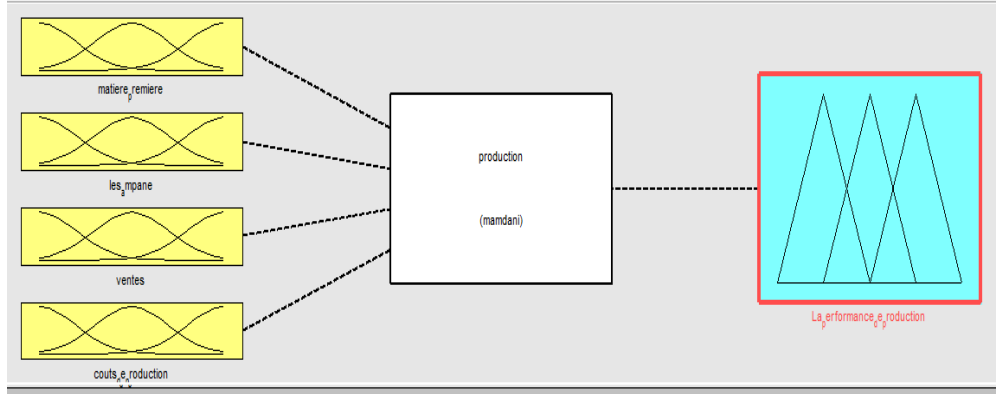 matiere_premiere
les_ampane
production
(mamdani)
ventes
La_performance_de_production
couts_de_production